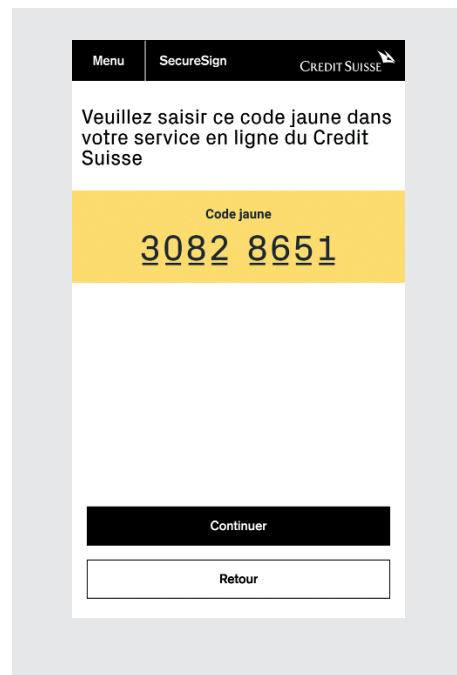 Menu SecureSign CREDIT SUISSE
Veuillez saisir ce code jaune dans
votre service en ligne du Credit
Suisse
Code jaune
3082 8651
Continuer
Retour